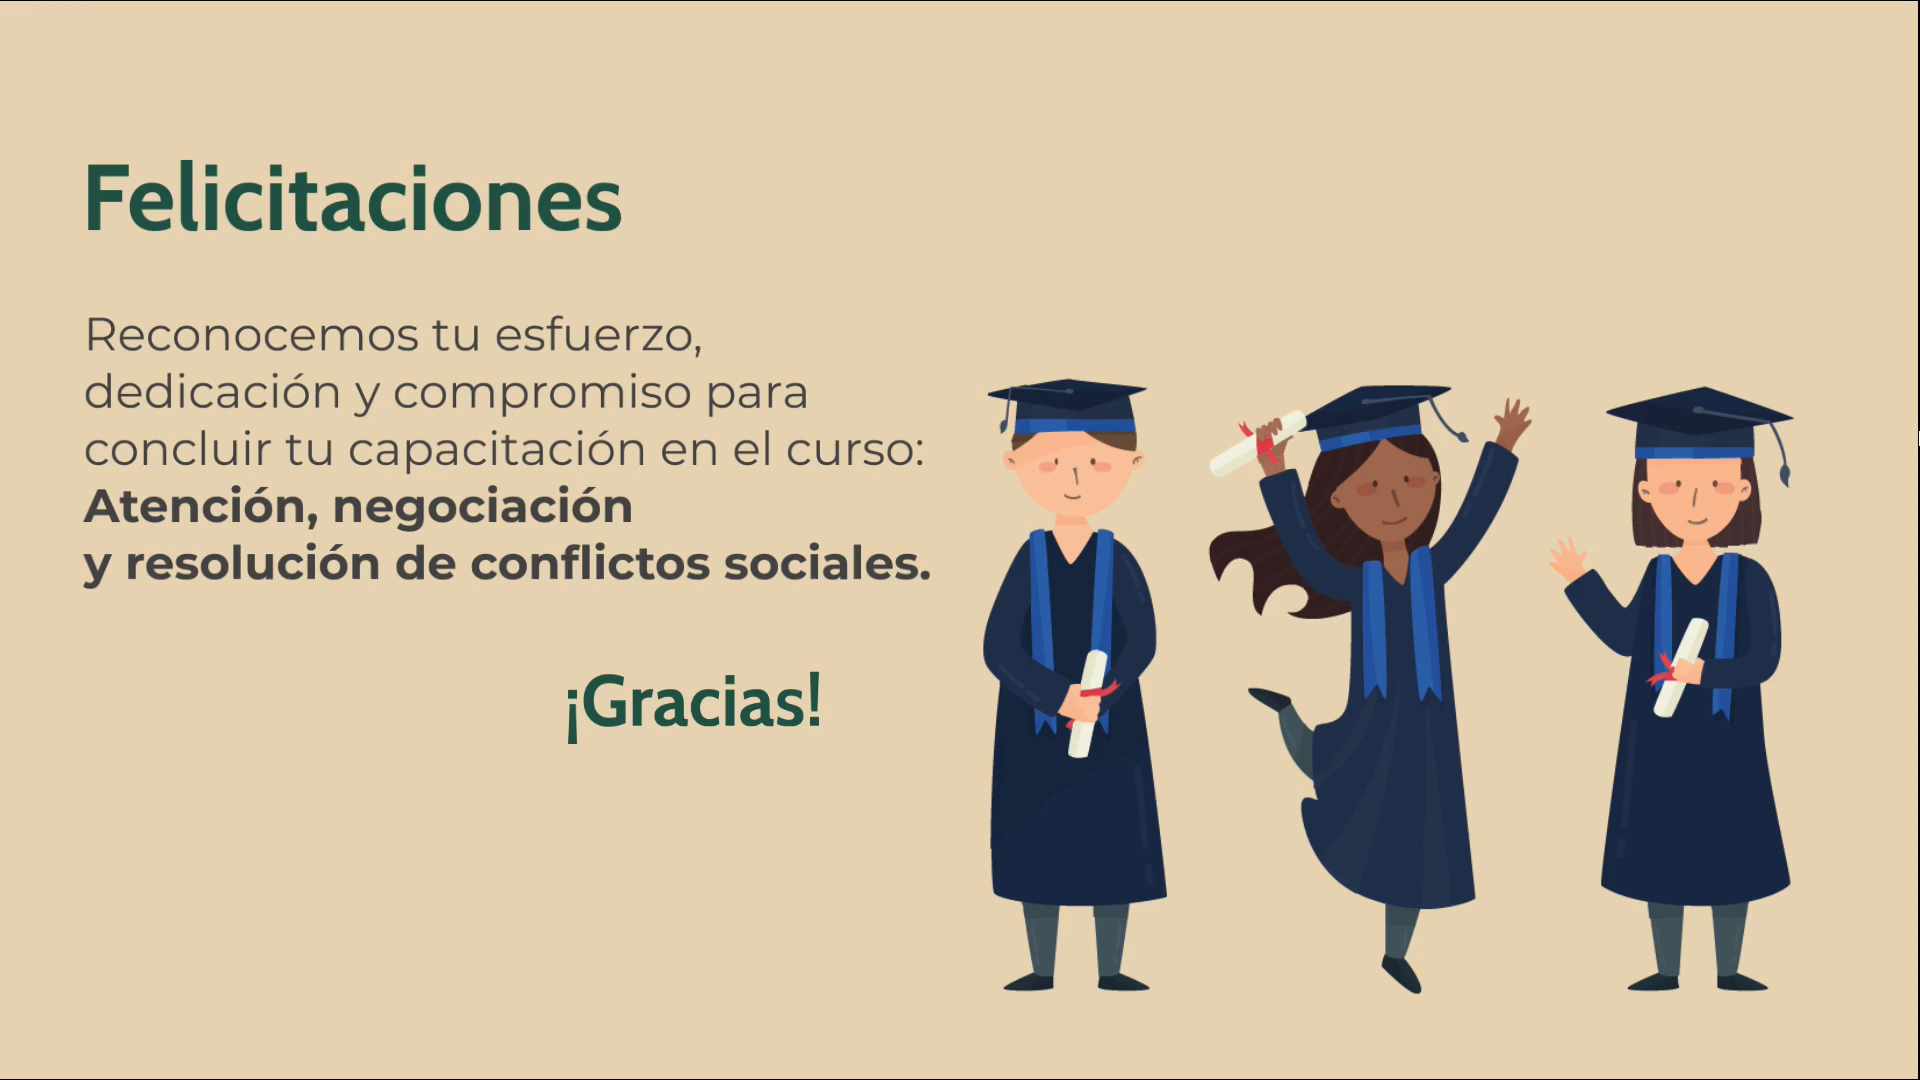 Felicitaciones
Reconocemos tu esfuerzo,
dedicación y compromiso para
concluir tu capacitación en el curso:
Atención, negociación
y resolución de conflictos sociales.
¡Gracias!